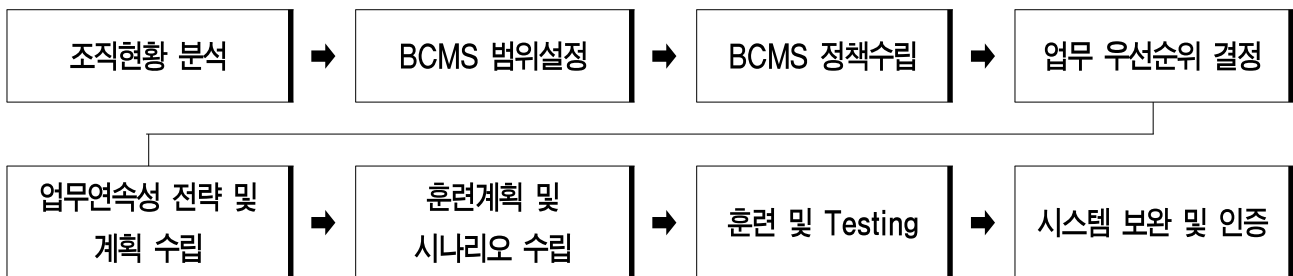 조직현황 분석
BCMS 범위설정
BCMS 정책수립
업무 우선순위 결정
업무연속성 전략 및
계획 수립
훈련계획 및
시나리오 수립
훈련 및 Testing
시스템 보완 및 인증